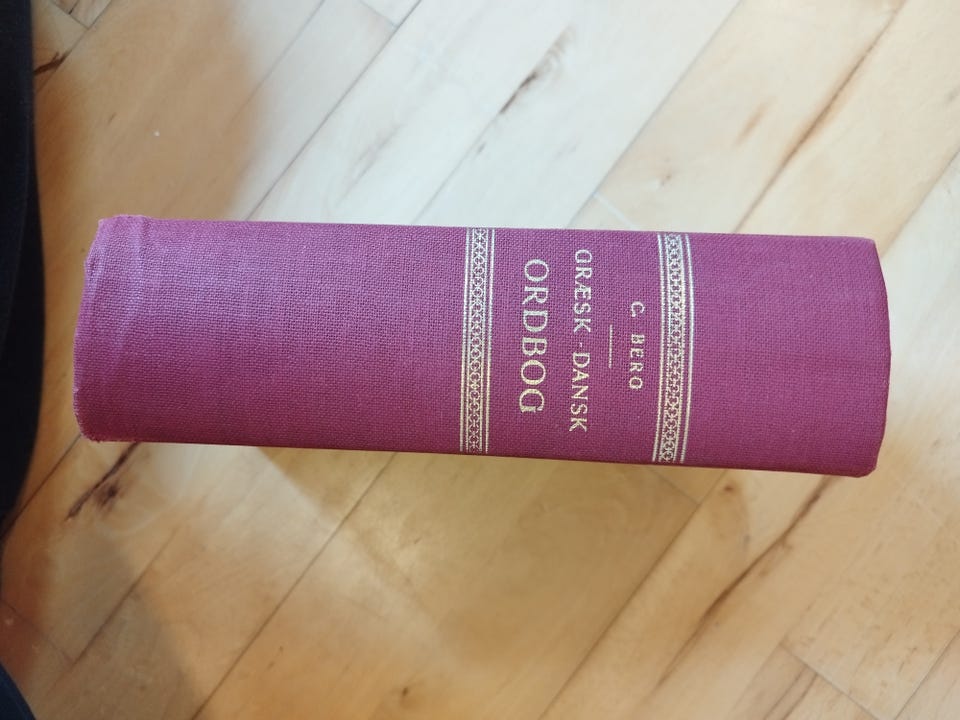 C. BERG
GRÆSK - DANSK
ORDBOG